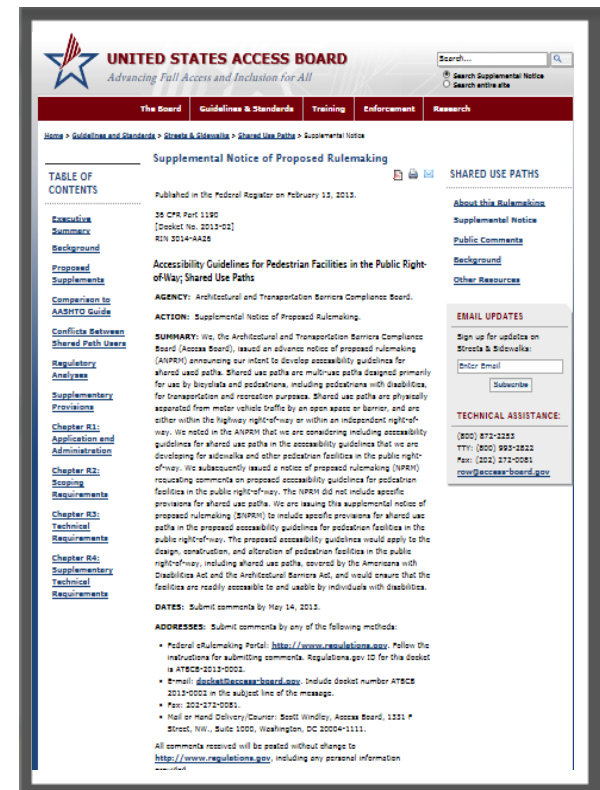 UNITED STATES ACCESS BOARD
Advancing Full Access and Inclusion for All
Search...
Search Supplemental Notice
Search entire site
The Board
Guidelines & Standards
Training
Enforcement
Research
Home > Guidelines and Standards > Streets & Sidewalks > Shared Use Paths > Supplemental Notice
TABLE OF
CONTENTS
Executive
Summary
Background
Proposed
Supplements
Comparison to
AASHTO Guide
Conflicts Between
Shared Path Users
Regulatory
Analyses
Supplementary
Provisions
Chapter R1:
Application and
Administration
Chapter R2:
Scoping
Requirements
Chapter R3:
Technical
Requirements
Chapter R4:
Supplementary
Technical
Requirements
Supplemental Notice of Proposed Rulemaking
Published in the Federal Register on February 13, 2013.
36 CFR Part 1190
[Docket No. 2013-02]
RIN 3014-AA26
Accessibility Guidelines for Pedestrian Facilities in the Public Right-
of-Way; Shared Use Paths
AGENCY: Architectural and Transportation Barriers Compliance Board.
ACTION: Supplemental Notice of Proposed Rulemaking.
SUMMARY: We, the Architectural and Transportation Barriers Compliance
Board (Access Board), issued an advance notice of proposed rulemaking
(ANPRM) announcing our intent to develop accessibility guidelines for
shared used paths. Shared use paths are multi-use paths designed primarily
for use by bicyclists and pedestrians, including pedestrians with disabilities,
for transportation and recreation purposes. Shared use paths are physically
separated from motor vehicle traffic by an open space or barrier, and are
either within the highway right-of-way or within an independent right-of-
way. We noted in the ANPRM that we are considering including accessibility
guidelines for shared use paths in the accessibility guidelines that we are
developing for sidewalks and other pedestrian facilities in the public right-
of-way. We subsequently issued a notice of proposed rulemaking (NPRM)
requesting comments on proposed accessibility guidelines for pedestrian
facilities in the public right-of-way. The NPRM did not include specific
provisions for shared use paths. We are issuing this supplemental notice of
proposed rulemaking (SNPRM) to include specific provisions for shared use
paths in the proposed accessibility guidelines for pedestrian facilities in the
public right-of-way. The proposed accessibility guidelines would apply to the
design, construction, and alteration of pedestrian facilities in the public
right-of-way, including shared use paths, covered by the Americans with
Disabilities Act and the Architectural Barriers Act, and would ensure that the
facilities are readily accessible to and usable by individuals with disabilities.
DATES: Submit comments by May 14, 2013.
ADDRESSES: Submit comments by any of the following methods:
• Federal eRulemaking Portal: http://www.regulations.gov. Follow the
instructions for submitting comments. Regulations.gov ID for this docket
is ATBCB-2013-0002.
• E-mail: docket@access-board.gov. Include docket number ATBCB
2013-0002 in the subject line of the message.
• Fax: 202-272-0081.
• Mail or Hand Delivery/Courier: Scott Windley, Access Board, 1331 F
Street, NW., Suite 1000, Washington, DC 20004-1111.
All comments received will be posted without change to
http://www.regulations.gov, including any personal information
SHARED USE PATHS
About this Rulemaking
Supplemental Notice
Public Comments
Background
Other Resources
EMAIL UPDATES
Sign up for updates on
Streets & Sidewalks:
Enter Email
Subscribe
TECHNICAL ASSISTANCE:
(800) 872-2253
TTY: (800) 993-2822
Fax: (202) 272-0081
row@access-board.gov